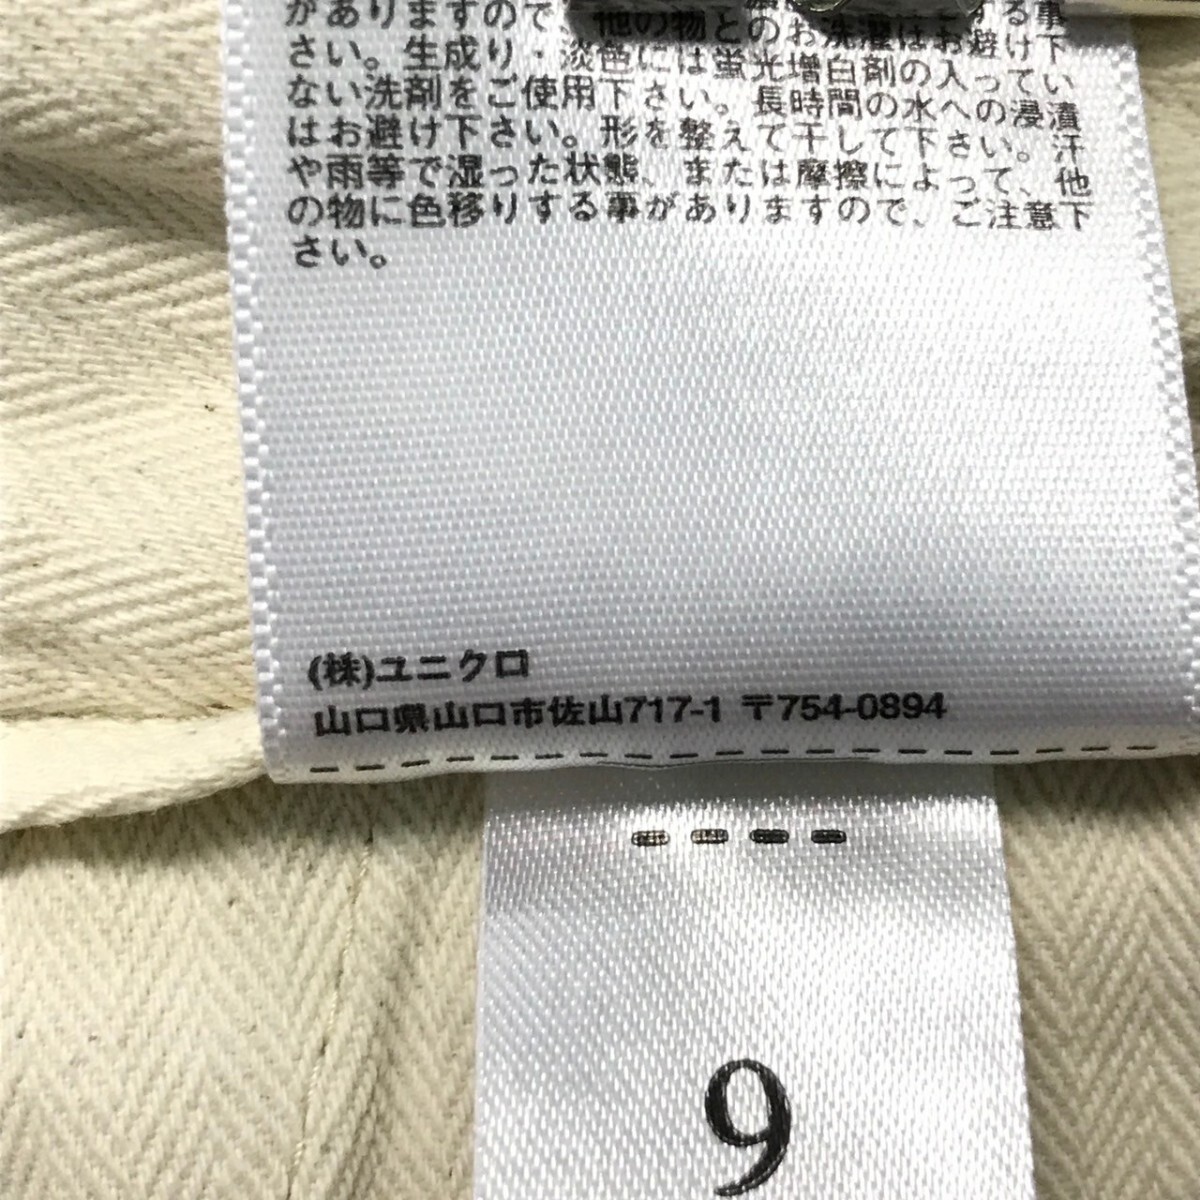 がありますので、他の物とのお洗濯はお避け下
さい。生成り・淡色には蛍光増白剤の入ってい
ない洗剤をご使用下さい。長時間の水への浸漬
はお避け下さい。形を整えて干して下さい。汗
や雨等で湿った状態、または摩擦によって、他
の物に色移りする事がありますので、ご注意下
さい。
(株)ユニクロ
山口県山口市佐山717-1 〒754-0894
9